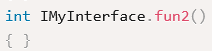 int IMyInterface.fun2()
{ }